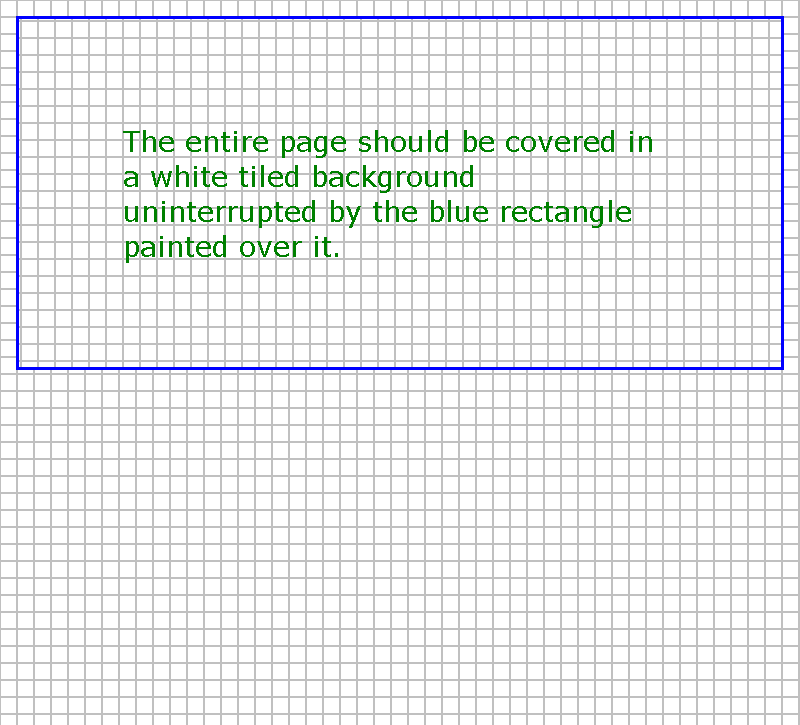 The entire page should be covered in
a white tiled background
uninterrupted by the blue rectangle
painted over it.